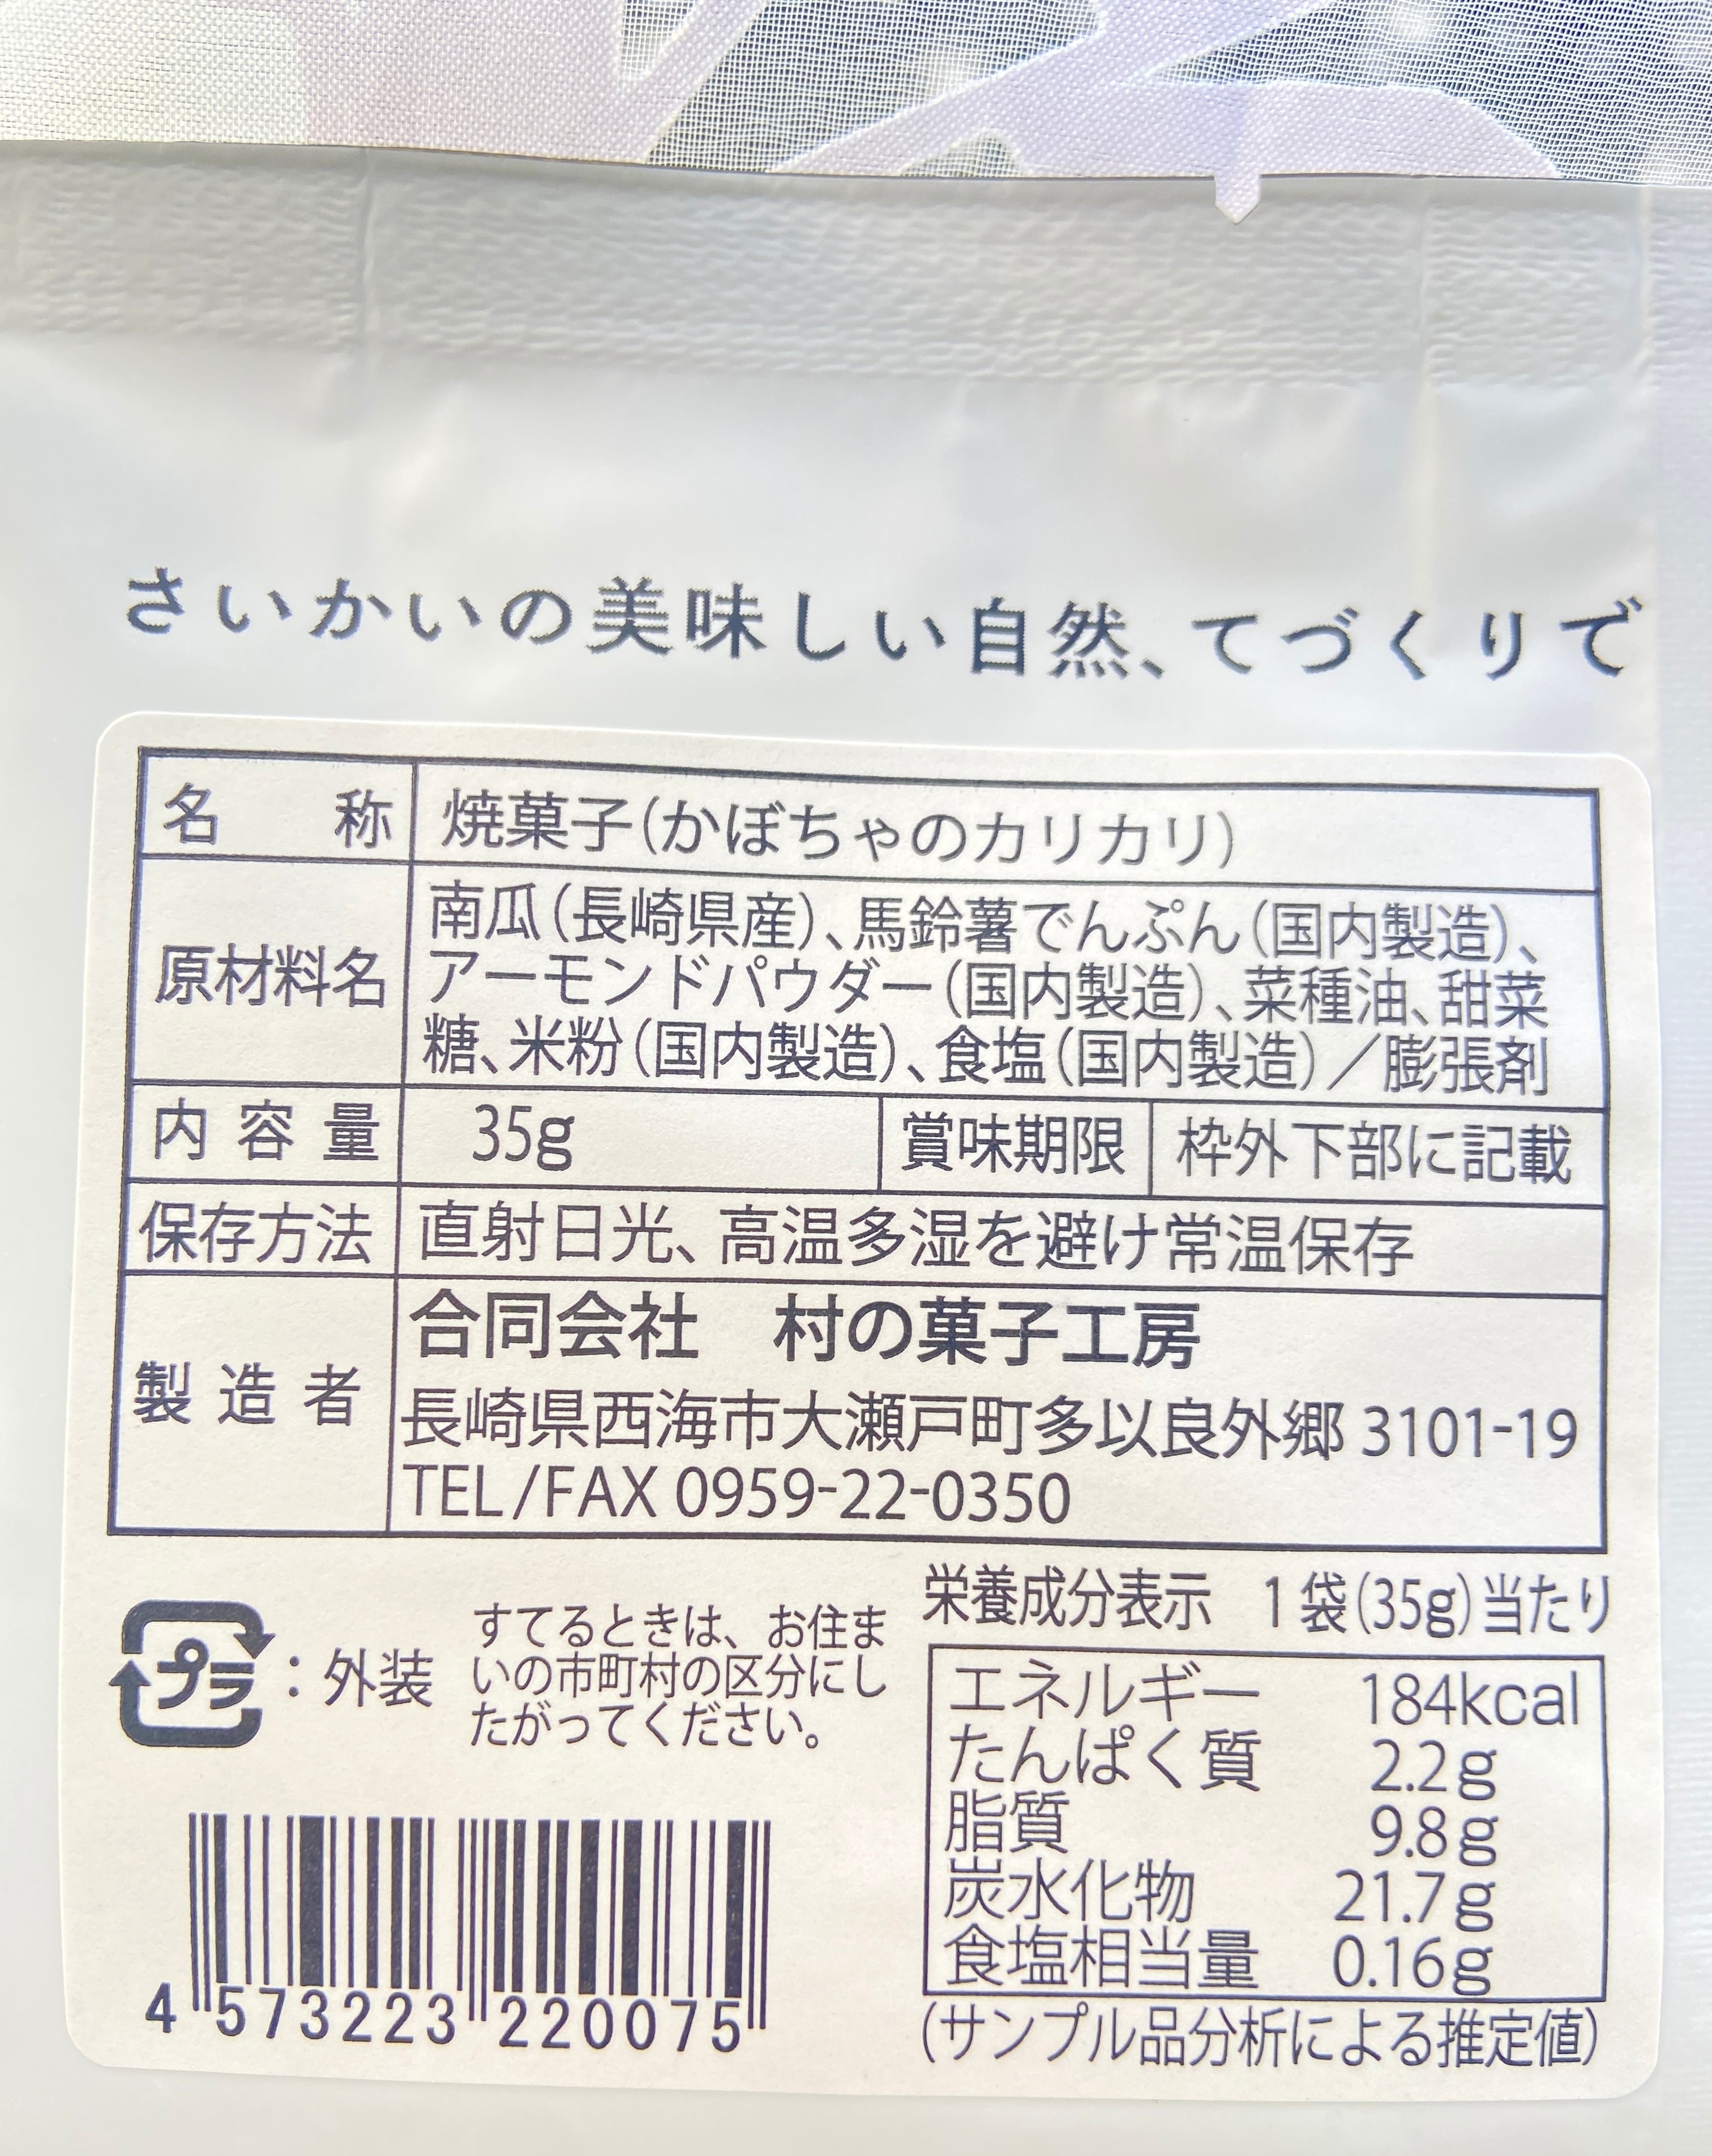 さいかいの美味しい自然、てづくりで
名称 焼菓子(かぼちゃのカリカリ)
原材料名 南瓜(長崎県産)、馬鈴薯でんぷん(国内製造)、
アーモンドパウダー(国内製造)、菜種油、甜菜
糖、米粉(国内製造)、食塩(国内製造)/膨張剤
内容量 35g 賞味期限 枠外下部に記載
保存方法 直射日光、高温多湿を避け常温保存
製造者 合同会社 村の菓子工房
長崎県西海市大瀬戸町多以良外郷 3101-19
TEL/FAX 0959-22-0350
プラ:外装
すてるときは、お住ま
いの市町村の区分にし
たがってください。
4 573223 220075
栄養成分表示 1袋(35g)当たり
エネルギー 184kcal
たんぱく質 2.2g
脂質 9.8g
炭水化物 21.7g
食塩相当量 0.16g
(サンプル品分析による推定値)